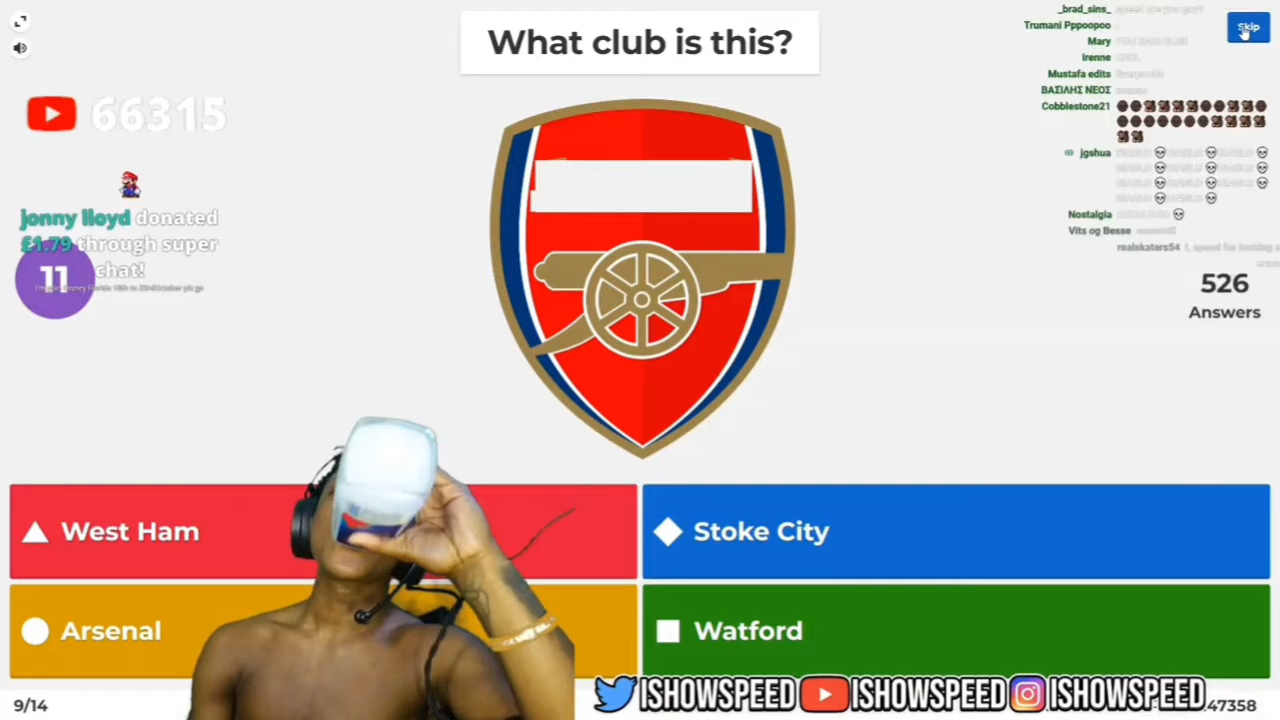 What club is this?
Skip
66315
jonny lloyd donated
£1.79 through super
chat!
11
_brad_sins_
Trumani Pppoopoo
Mary
Irenne
Mustafa edits
ΒΑΣΙΛΗΣ ΝΕΟΣ
Cobblestone21
jgshua
Nostalgia
Vits og Besse
realskaters54
526
Answers
West Ham
Stoke City
Arsenal
Watford
9/14
ISHOWSPEED ISHOWSPEED ISHOWSPEED
47358